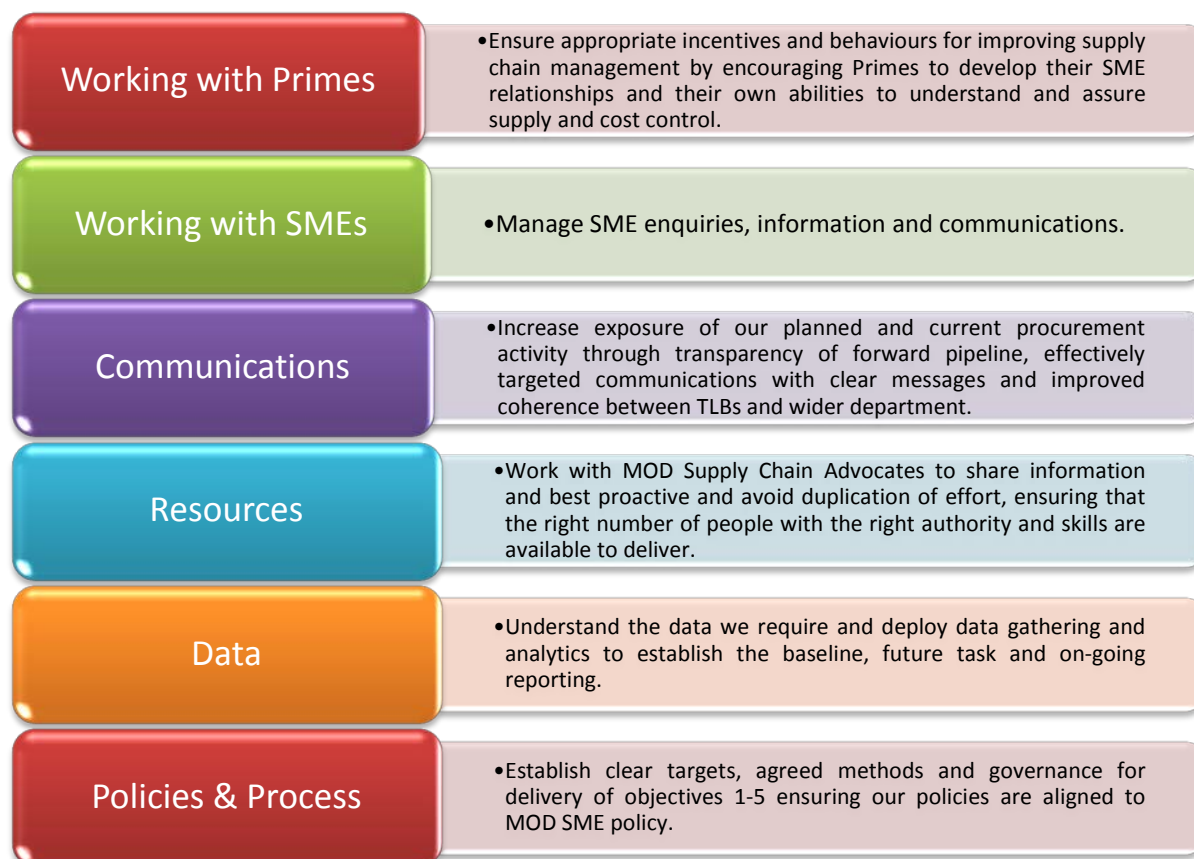 Working with Primes
•Ensure appropriate incentives and behaviours for improving supply
chain management by encouraging Primes to develop their SME
relationships and their own abilities to understand and assure
supply and cost control.
Working with SMEs
•Manage SME enquiries, information and communications.
Communications
•Increase exposure of our planned and current procurement
activity through transparency of forward pipeline, effectively
targeted communications with clear messages and improved
coherence between TLBs and wider department.
Resources
•Work with MOD Supply Chain Advocates to share information
and best proactive and avoid duplication of effort, ensuring that
the right number of people with the right authority and skills are
available to deliver.
Data
•Understand the data we require and deploy data gathering and
analytics to establish the baseline, future task and on-going
reporting.
Policies & Process
•Establish clear targets, agreed methods and governance for
delivery of objectives 1-5 ensuring our policies are aligned to
MOD SME policy.